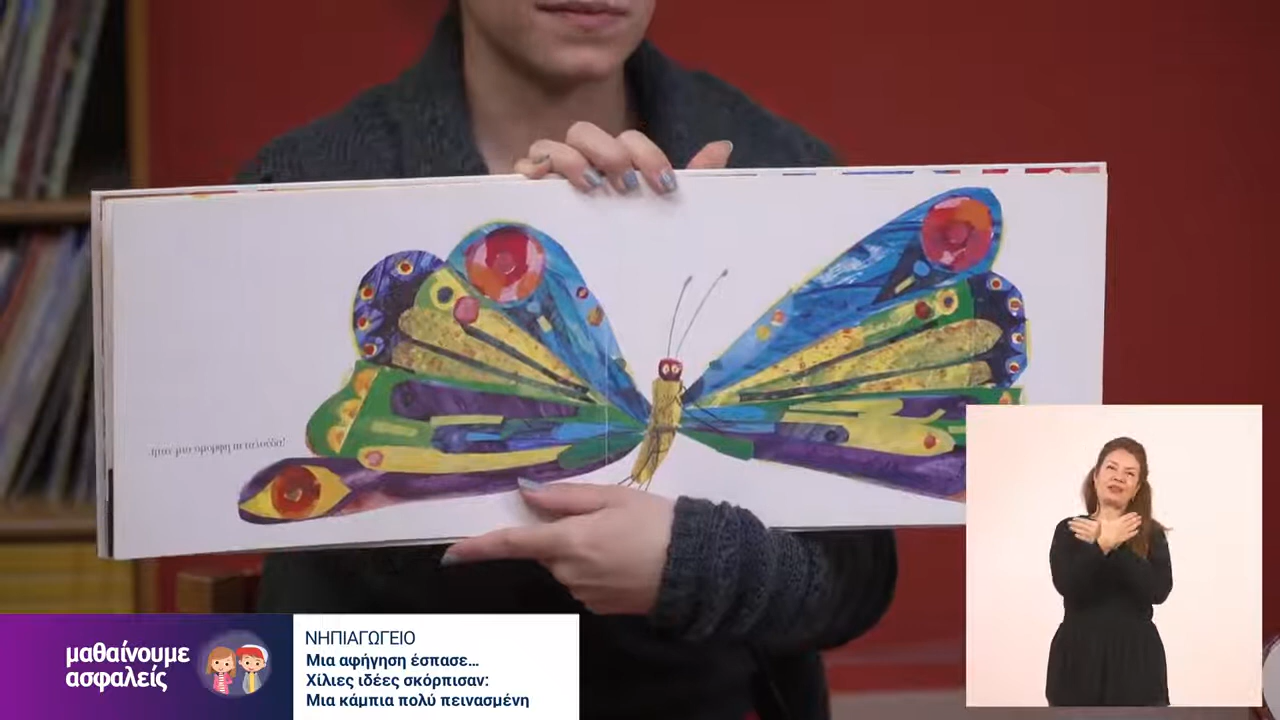 μαθαίνουμε
ασφαλείς
ΝΗΠΙΑΓΩΓΕΙΟ
Μια αφήγηση έσπασε...
Χίλιες ιδέες σκόρπισαν:
Μια κάμπια πολύ πεινασμένη